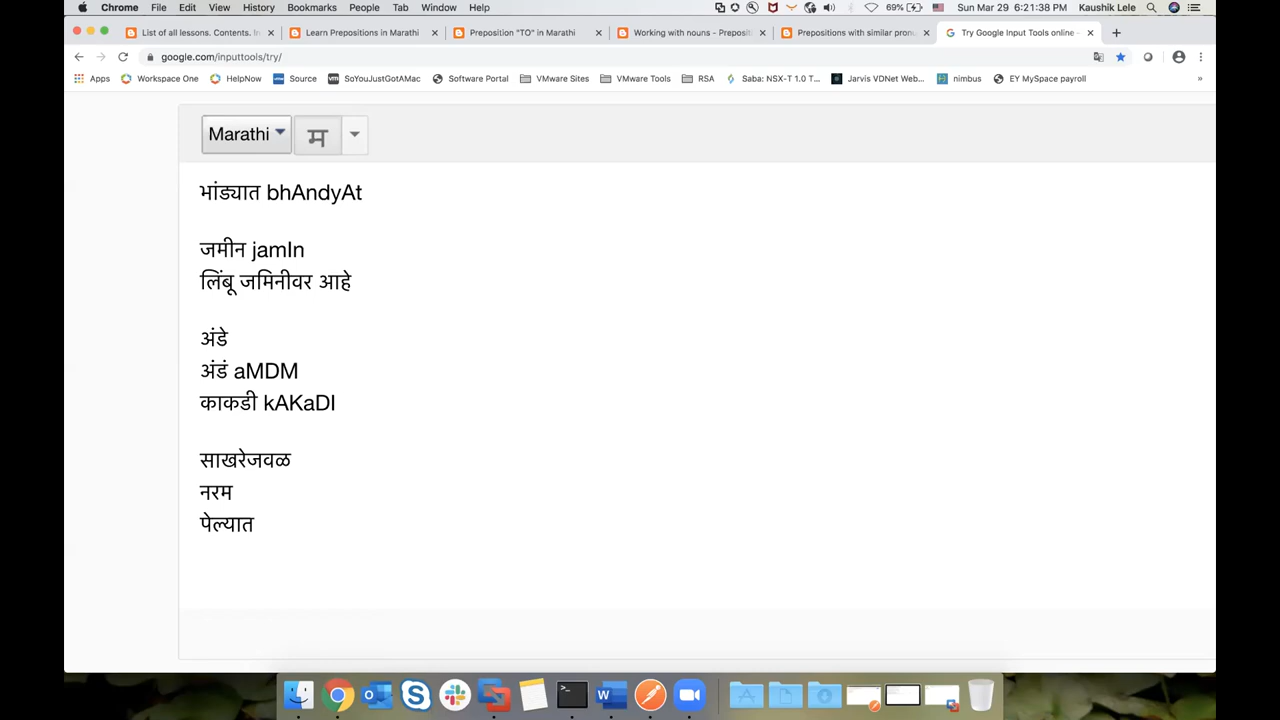 Chrome File Edit View History Bookmarks People Tab Window Help 69% Sun Mar 29 6:21:38 PM Kaushik Lele
List of all lessons. Contents. In Learn Prepositions in Marathi Preposition "TO" in Marathi Working with nouns - Preposit Prepositions with similar pronu Try Google Input Tools online -
google.com/inputtools/try/
Apps Workspace One HelpNow Source SoYouJustGotAMac Software Portal VMware Sites VMware Tools RSA Saba: NSX-T 1.0 T... Jarvis VDNet Web... nimbus EY MySpace payroll »
Marathi म
भांड्यात bhAndyAt
जमीन jamIn
लिंबू जमिनीवर आहे
अंडे
अंडं aMDM
काकडी kAKaDI
साखरेजवळ
नरम
पेल्यात